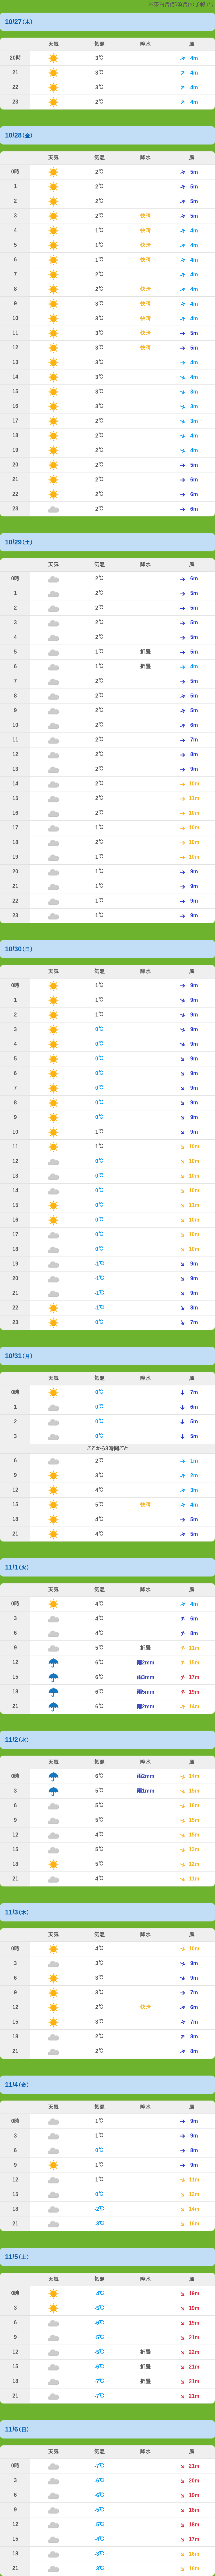 10/27(木)
天気 気温 降水 風
20時 3℃ 4m
21 3℃ 4m
22 3℃ 4m
23 2℃ 4m
10/28(金)
天気 気温 降水 風
0時 2℃ 5m
1 2℃ 5m
2 2℃ 5m
3 2℃ 快晴 5m
4 1℃ 快晴 4m
5 1℃ 快晴 4m
6 1℃ 快晴 4m
7 2℃ 4m
8 2℃ 快晴 4m
9 3℃ 快晴 4m
10 3℃ 快晴 4m
11 3℃ 快晴 5m
12 3℃ 快晴 5m
13 3℃ 4m
14 3℃ 4m
15 3℃ 3m
16 3℃ 3m
17 2℃ 3m
18 2℃ 4m
19 2℃ 4m
20 2℃ 5m
21 2℃ 6m
22 2℃ 6m
23 2℃ 6m
10/29(土)
天気 気温 降水 風
0時 2℃ 6m
1 2℃ 5m
2 2℃ 5m
3 2℃ 5m
4 2℃ 5m
5 1℃ 折曇 5m
6 1℃ 折曇 4m
7 2℃ 5m
8 2℃ 5m
9 2℃ 5m
10 2℃ 6m
11 2℃ 7m
12 2℃ 8m
13 2℃ 9m
14 2℃ 10m
15 2℃ 11m
16 2℃ 10m
17 1℃ 10m
18 2℃ 10m
19 1℃ 10m
20 1℃ 9m
21 1℃ 9m
22 1℃ 9m
23 1℃ 9m
10/30(日)
天気 気温 降水 風
0時 1℃ 9m
1 1℃ 9m
2 1℃ 9m
3 0℃ 9m
4 0℃ 9m
5 0℃ 9m
6 0℃ 9m
7 0℃ 9m
8 0℃ 9m
9 0℃ 9m
10 1℃ 9m
11 1℃ 10m
12 0℃ 10m
13 0℃ 10m
14 0℃ 10m
15 0℃ 11m
16 0℃ 10m
17 0℃ 10m
18 0℃ 10m
19 -1℃ 9m
20 -1℃ 9m
21 -1℃ 9m
22 -1℃ 8m
23 0℃ 7m
10/31(月)
天気 気温 降水 風
0時 0℃ 7m
1 0℃ 6m
2 0℃ 5m
3 0℃ 5m
ここから3時間ごと
6 2℃ 1m
9 3℃ 2m
12 4℃ 3m
15 5℃ 快晴 4m
18 4℃ 5m
21 4℃ 5m
11/1(火)
天気 気温 降水 風
0時 4℃ 4m
3 4℃ 6m
6 4℃ 8m
9 5℃ 折曇 11m
12 6℃ 雨2mm 15m
15 6℃ 雨3mm 17m
18 6℃ 雨5mm 19m
21 6℃ 雨2mm 14m
11/2(水)
天気 気温 降水 風
0時 6℃ 雨2mm 14m
3 5℃ 雨1mm 15m
6 5℃ 16m
9 5℃ 15m
12 4℃ 15m
15 5℃ 13m
18 5℃ 12m
21 4℃ 11m
11/3(木)
天気 気温 降水 風
0時 4℃ 10m
3 3℃ 9m
6 3℃ 9m
9 3℃ 7m
12 2℃ 快晴 6m
15 3℃ 7m
18 2℃ 8m
21 2℃ 8m
11/4(金)
天気 気温 降水 風
0時 1℃ 9m
3 1℃ 9m
6 0℃ 8m
9 1℃ 9m
12 1℃ 11m
15 0℃ 12m
18 -2℃ 14m
21 -3℃ 16m
11/5(土)
天気 気温 降水 風
0時 -4℃ 19m
3 -5℃ 19m
6 -6℃ 19m
9 -5℃ 21m
12 -5℃ 折曇 22m
15 -6℃ 折曇 21m
18 -7℃ 折曇 21m
21 -7℃ 21m
11/6(日)
天気 気温 降水 風
0時 -7℃ 21m
3 -6℃ 20m
6 -6℃ 19m
9 -5℃ 18m
12 -5℃ 18m
15 -4℃ 17m
18 -3℃ 16m
21 -3℃ 16m